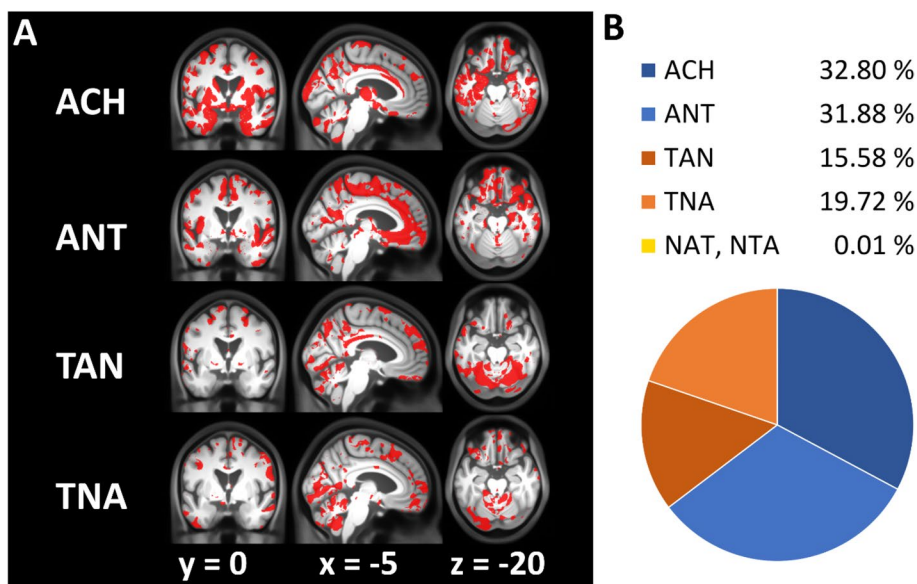 A
ACH
ANT
TAN
TNA
y = 0 x = -5 z = -20
B
ACH 32.80 %
ANT 31.88 %
TAN 15.58 %
TNA 19.72 %
NAT, NTA 0.01 %